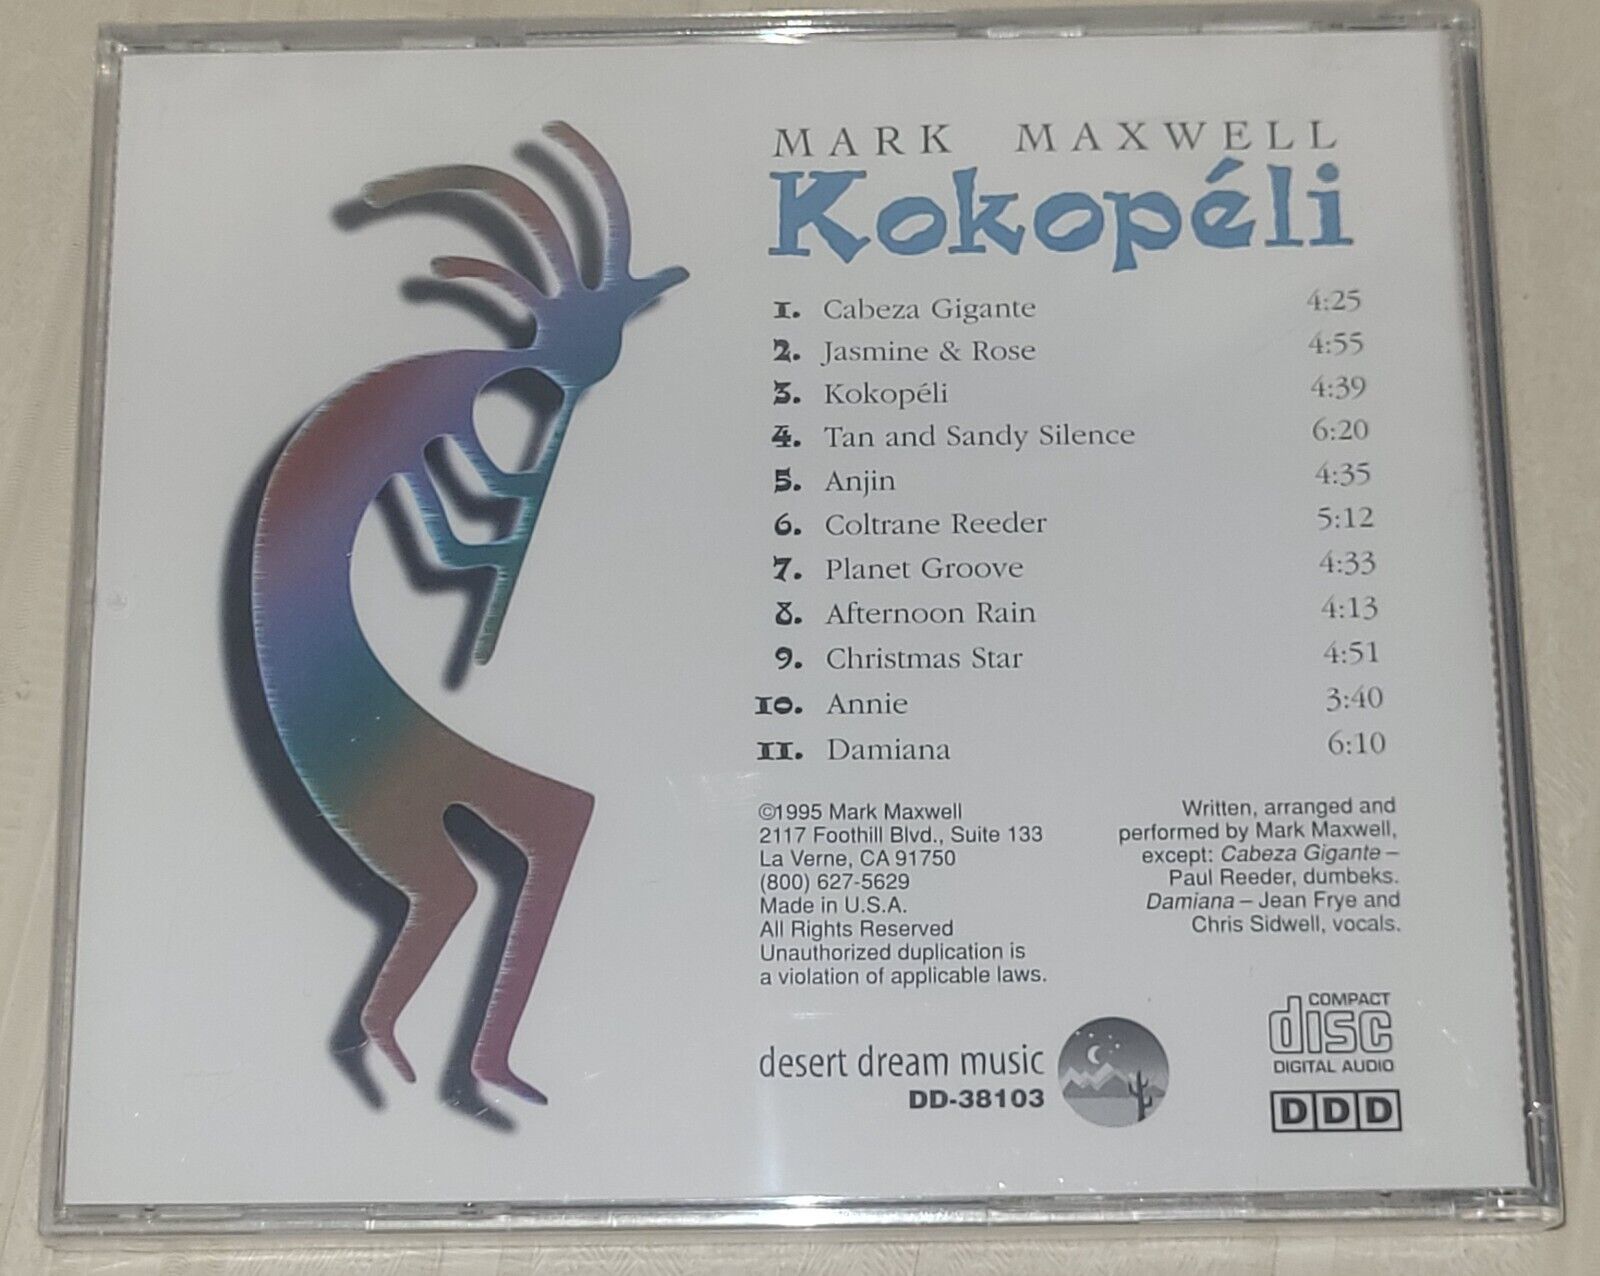 MARK MAXWELL
Kokopéli
1. Cabeza Gigante 4:25
2. Jasmine & Rose 4:55
3. Kokopéli 4:39
4. Tan and Sandy Silence 6:20
5. Anjin 4:35
6. Coltrane Reeder 5:12
7. Planet Groove 4:33
8. Afternoon Rain 4:13
9. Christmas Star 4:51
10. Annie 3:40
11. Damiana 6:10
©1995 Mark Maxwell
2117 Foothill Blvd., Suite 133
La Verne, CA 91750
(800) 627-5629
Made in U.S.A.
All Rights Reserved
Unauthorized duplication is
a violation of applicable laws.
Written, arranged and
performed by Mark Maxwell,
except: Cabeza Gigante –
Paul Reeder, dumbeks.
Damiana – Jean Frye and
Chris Sidwell, vocals.
desert dream music
DD-38103
COMPACT
disc
DIGITAL AUDIO
DDD